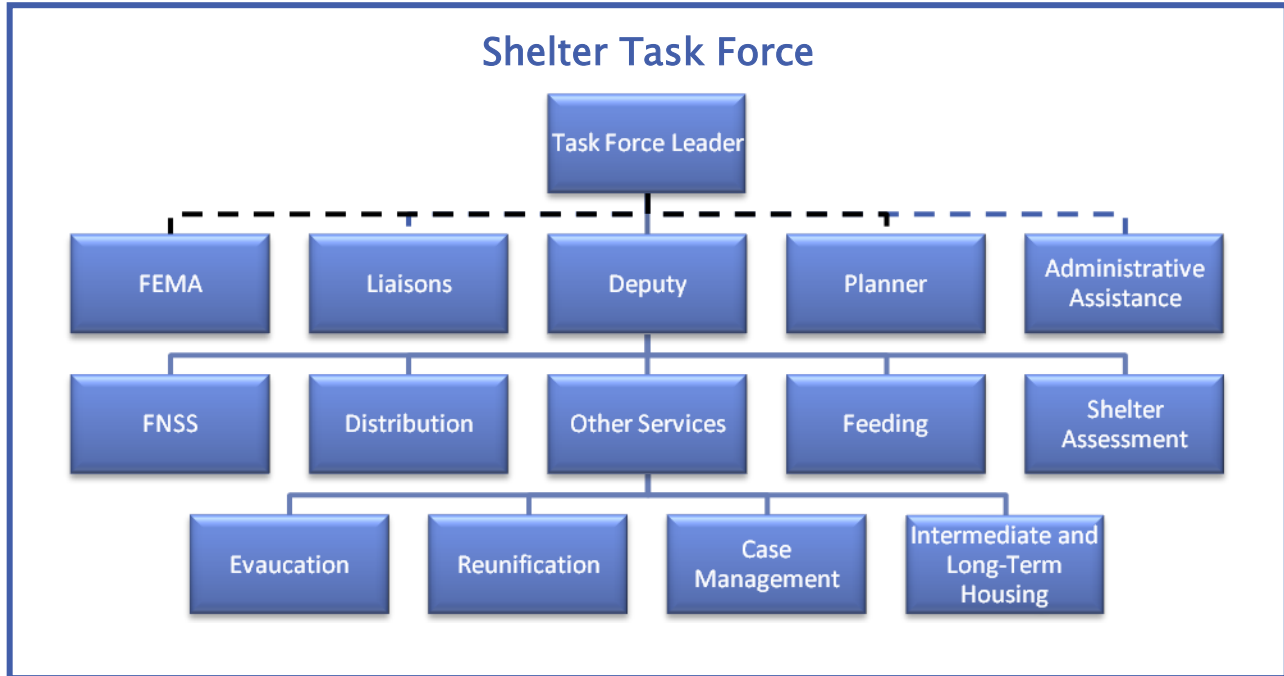 Shelter Task Force
Task Force Leader
FEMA
Liaisons
Deputy
Planner
Administrative
Assistance
FNSS
Distribution
Other Services
Feeding
Shelter
Assessment
Evaucation
Reunification
Case
Management
Intermediate and
Long-Term
Housing